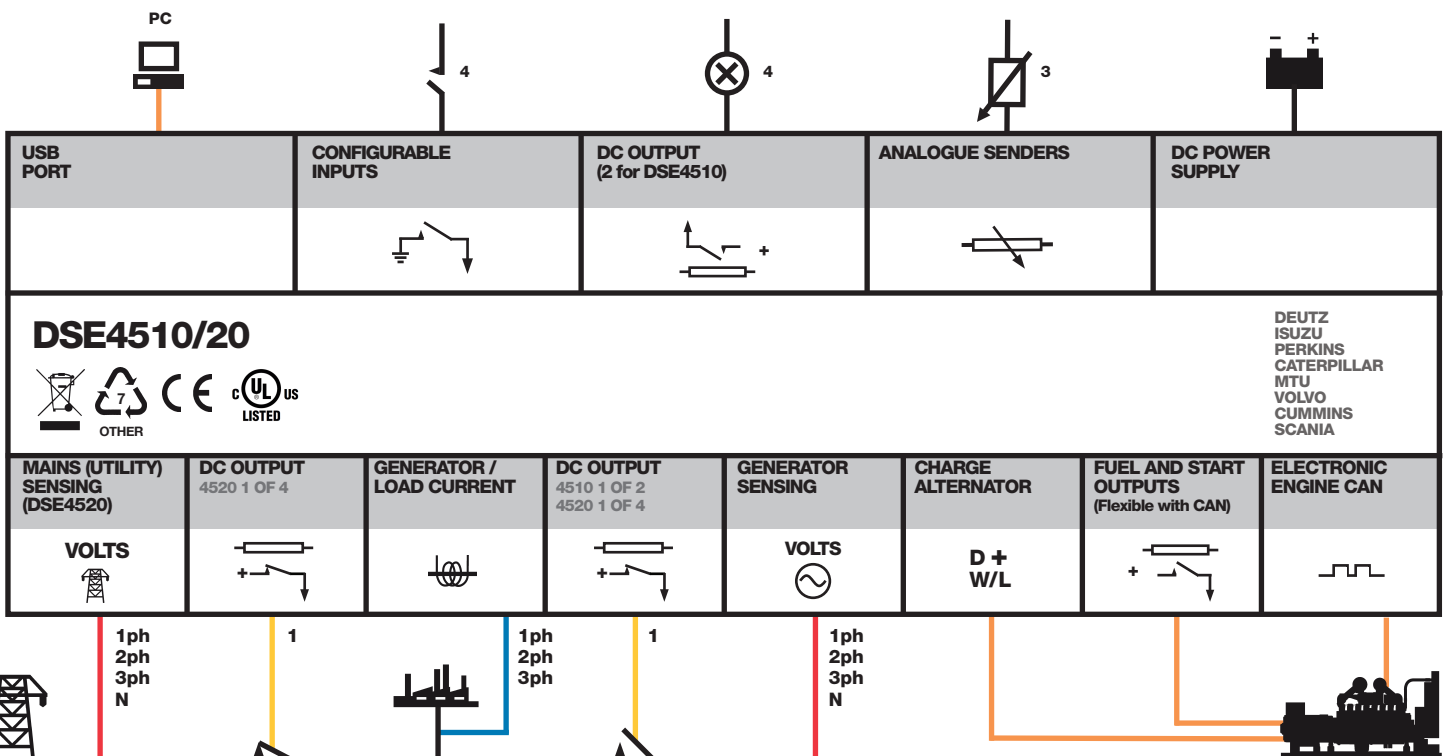 PC
4
4
3
- +
USB
PORT
CONFIGURABLE
INPUTS
DC OUTPUT
(2 for DSE4510)
ANALOGUE SENDERS
DC POWER
SUPPLY
+
DSE4510/20
7
OTHER
CE
C UL US
®
LISTED
DEUTZ
ISUZU
PERKINS
CATERPILLAR
MTU
VOLVO
CUMMINS
SCANIA
MAINS (UTILITY)
SENSING
(DSE4520)
DC OUTPUT
4520 1 OF 4
GENERATOR /
LOAD CURRENT
DC OUTPUT
4510 1 OF 2
4520 1 OF 4
GENERATOR
SENSING
CHARGE
ALTERNATOR
FUEL AND START
OUTPUTS
(Flexible with CAN)
ELECTRONIC
ENGINE CAN
VOLTS
+
+
VOLTS
D +
W/L
+
1ph
2ph
3ph
N
1
1ph
2ph
3ph
1
1ph
2ph
3ph
N